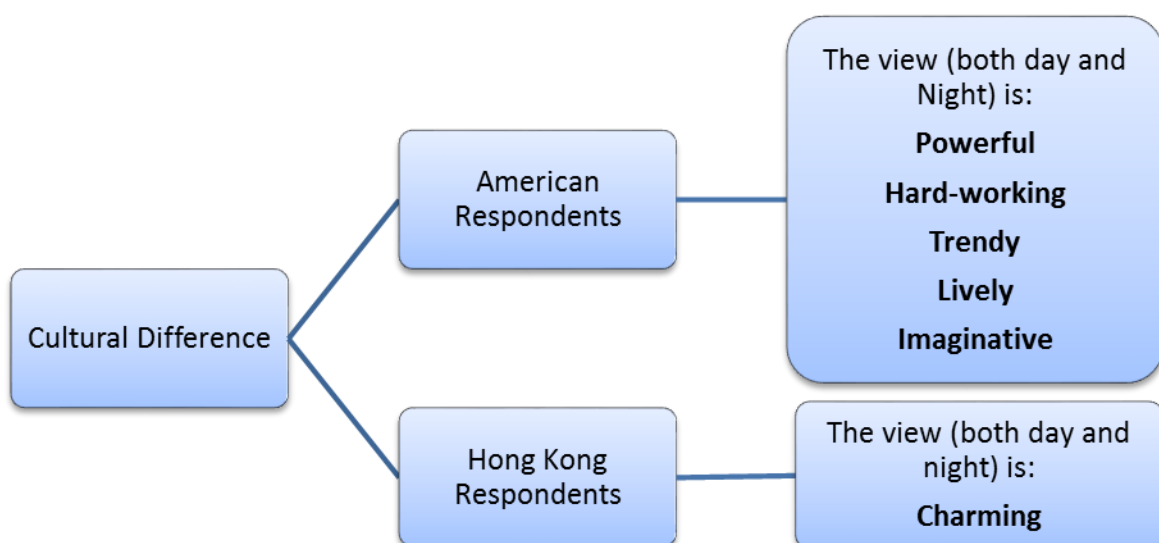 Cultural Difference
American
Respondents
The view (both day and
Night) is:
Powerful
Hard-working
Trendy
Lively
Imaginative
Hong Kong
Respondents
The view (both day and
night) is:
Charming